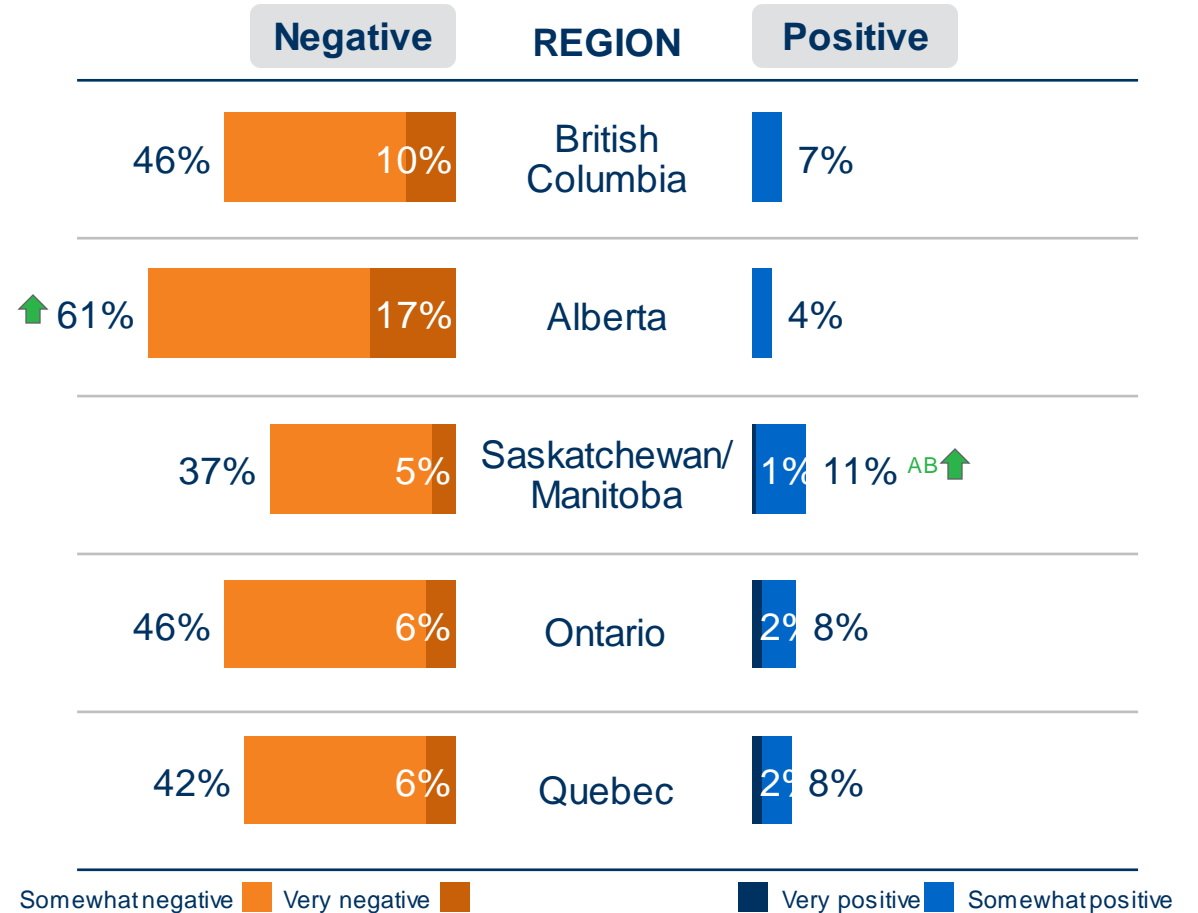 Negative REGION Positive
46% 10% British Columbia 7%
61% 17% Alberta 4%
37% 5% Saskatchewan/ Manitoba 1% 11% AB
46% 6% Ontario 2% 8%
42% 6% Quebec 2% 8%
Somewhat negative Very negative Very positive Somewhat positive